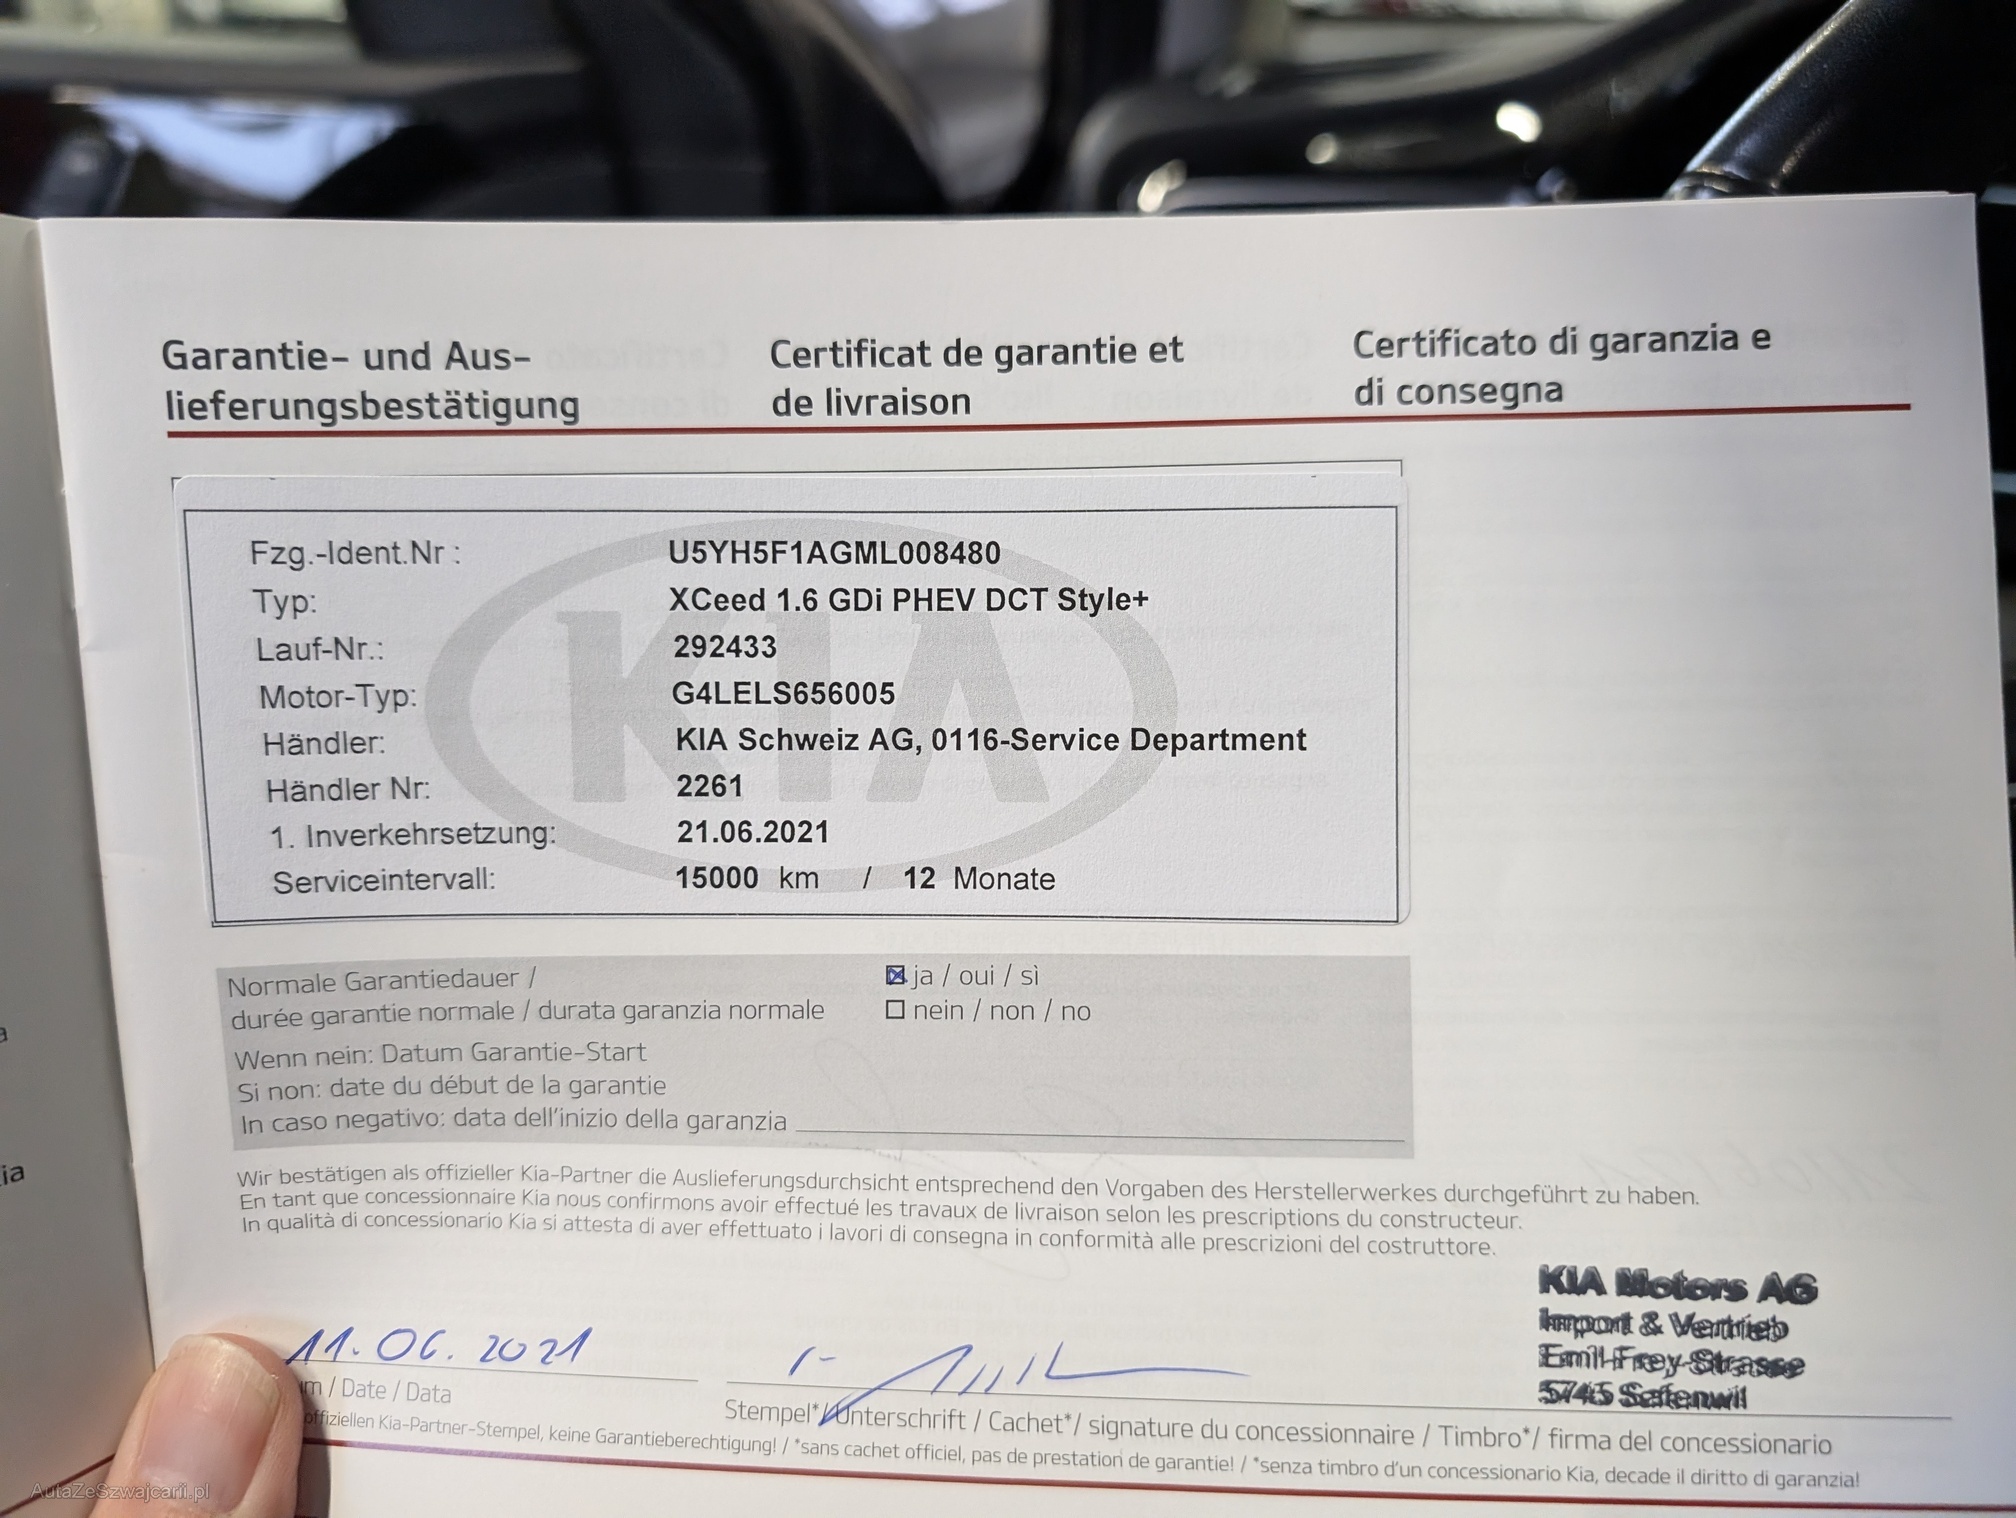 Garantie- und Aus-
lieferungsbestätigung
Certificat de garantie et
de livraison
Certificato di garanzia e
di consegna
KIA
Fzg.-Ident.Nr : U5YH5F1AGML008480
Typ: XCeed 1.6 GDi PHEV DCT Style+
Lauf-Nr.: 292433
Motor-Typ: G4LELS656005
Händler: KIA Schweiz AG, 0116-Service Department
Händler Nr: 2261
1. Inverkehrsetzung: 21.06.2021
Serviceintervall: 15000 km / 12 Monate
Normale Garantiedauer /
durée garantie normale / durata garanzia normale
ja / oui / sì
nein / non / no
Wenn nein: Datum Garantie-Start
Si non: date du début de la garantie
In caso negativo: data dell'inizio della garanzia
Wir bestätigen als offizieller Kia-Partner die Auslieferungsdurchsicht entsprechend den Vorgaben des Herstellerwerkes durchgeführt zu haben.
En tant que concessionnaire Kia nous confirmons avoir effectué les travaux de livraison selon les prescriptions du constructeur.
In qualità di concessionario Kia si attesta di aver effettuato i lavori di consegna in conformità alle prescrizioni del costruttore.
KIA Motors AG
Import & Vertrieb
Emil-Frey-Strasse
5745 Safenwil
11.06.2021
/ Date / Data
Stempel*/Unterschrift / Cachet*/ signature du concessionnaire / Timbro*/ firma del concessionario
offiziellen Kia-Partner-Stempel, keine Garantieberechtigung! / *sans cachet officiel, pas de prestation de garantie! / *senza timbro d'un concessionario Kia, decade il diritto di garanzia!
AutaZeSzwajcarii.pl